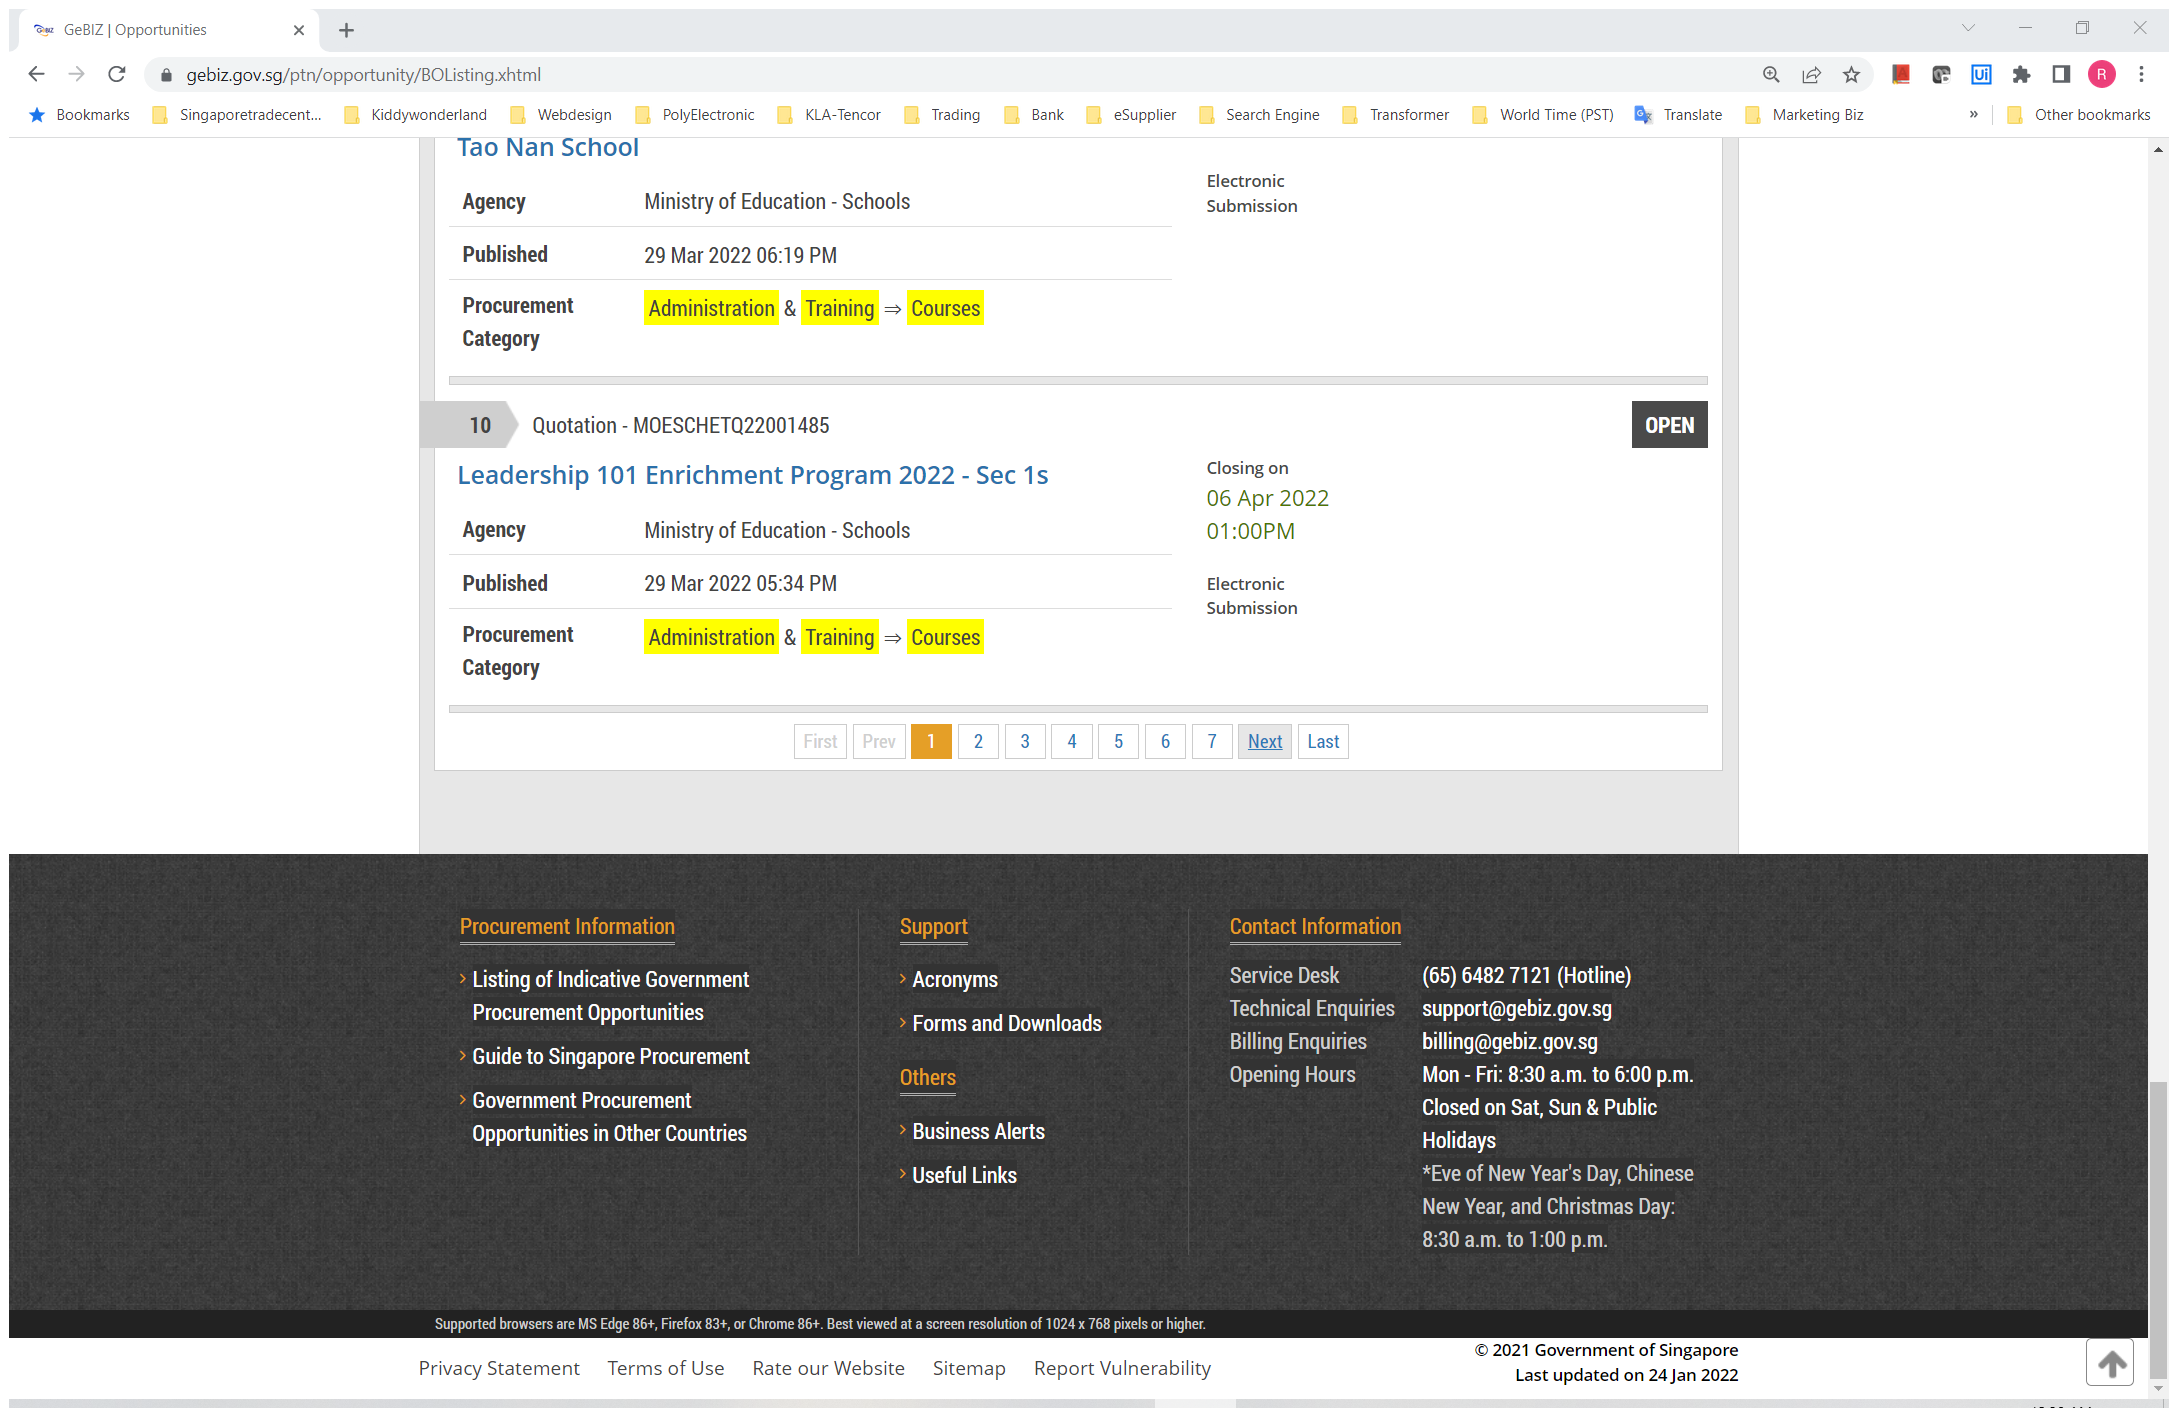 GeBIZ | Opportunities
gebiz.gov.sg/ptn/opportunity/BOListing.xhtml
R
Bookmarks Singaporetradecent... Kiddywonderland Webdesign PolyElectronic KLA-Tencor Trading Bank eSupplier Search Engine Transformer World Time (PST) Translate Marketing Biz » Other bookmarks
Tao Nan School
Electronic
Submission
Agency Ministry of Education - Schools
Published 29 Mar 2022 06:19 PM
Procurement Category Administration & Training ⇒ Courses
10 Quotation - MOESCHETQ22001485 OPEN
Leadership 101 Enrichment Program 2022 - Sec 1s
Closing on
06 Apr 2022
01:00PM
Electronic
Submission
Agency Ministry of Education - Schools
Published 29 Mar 2022 05:34 PM
Procurement Category Administration & Training ⇒ Courses
First Prev 1 2 3 4 5 6 7 Next Last
Procurement Information
› Listing of Indicative Government
Procurement Opportunities
› Guide to Singapore Procurement
› Government Procurement
Opportunities in Other Countries
Support
› Acronyms
› Forms and Downloads
Others
› Business Alerts
› Useful Links
Contact Information
Service Desk (65) 6482 7121 (Hotline)
Technical Enquiries support@gebiz.gov.sg
Billing Enquiries billing@gebiz.gov.sg
Opening Hours Mon - Fri: 8:30 a.m. to 6:00 p.m.
Closed on Sat, Sun & Public
Holidays
*Eve of New Year's Day, Chinese
New Year, and Christmas Day:
8:30 a.m. to 1:00 p.m.
Supported browsers are MS Edge 86+, Firefox 83+, or Chrome 86+. Best viewed at a screen resolution of 1024 x 768 pixels or higher.
Privacy Statement Terms of Use Rate our Website Sitemap Report Vulnerability
© 2021 Government of Singapore
Last updated on 24 Jan 2022